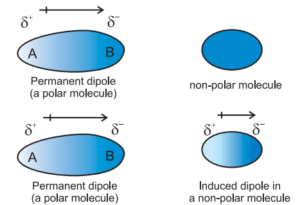 δ⁺ δ⁻
A B
Permanent dipole
(a polar molecule)
non-polar molecule
δ⁺ δ⁻
A B
Permanent dipole
(a polar molecule)
δ⁺ δ⁻
Induced dipole in
a non-polar molecule